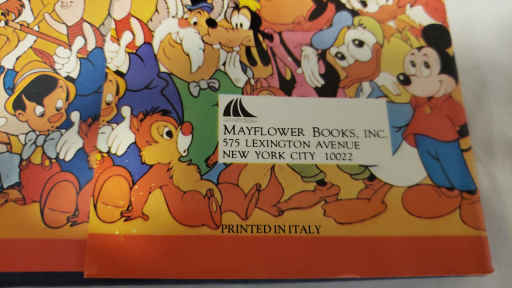 MAYFLOWER BOOKS, INC.
575 LEXINGTON AVENUE
NEW YORK CITY 10022
PRINTED IN ITALY